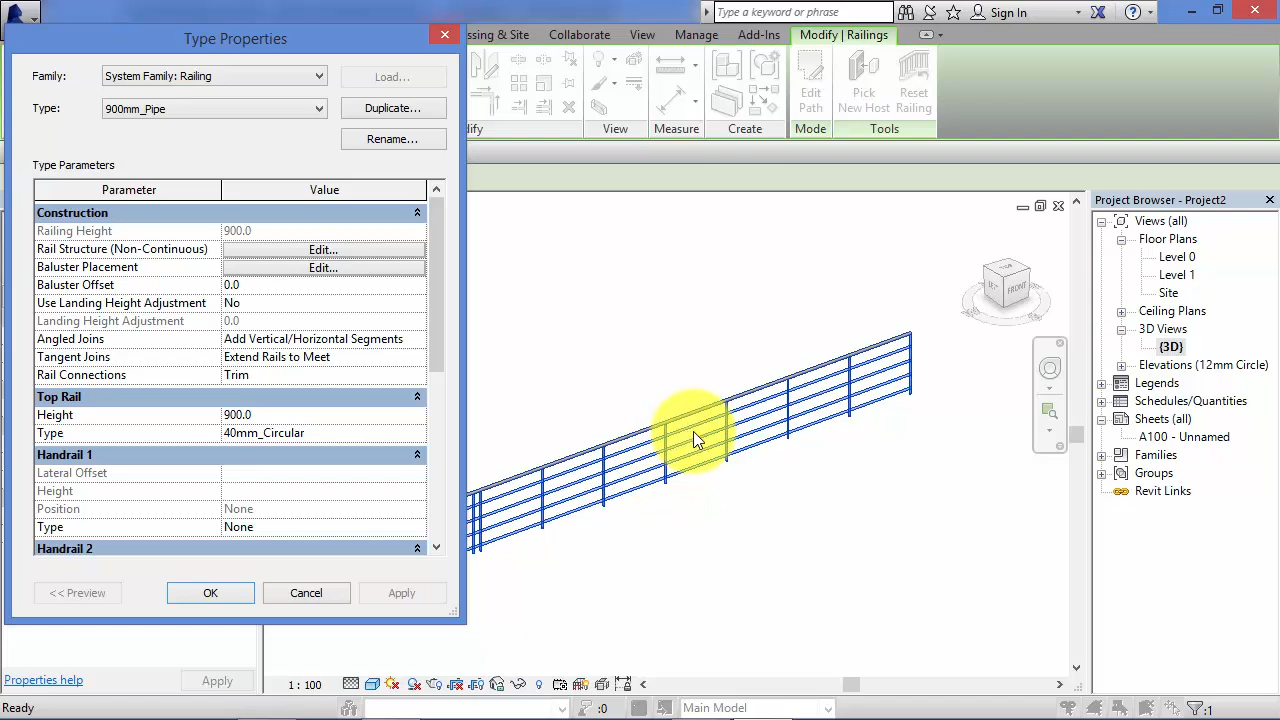 Type a keyword or phrase
Sign In
Type Properties
ssing & Site Collaborate View Manage Add-Ins Modify | Railings
Family: System Family: Railing Load...
Type: 900mm_Pipe Duplicate...
Rename...
Edit Path
Pick New Host
Reset Railing
dify View Measure Create Mode Tools
Type Parameters
Parameter Value
Construction
Railing Height 900.0
Rail Structure (Non-Continuous) Edit...
Baluster Placement Edit...
Baluster Offset 0.0
Use Landing Height Adjustment No
Landing Height Adjustment 0.0
Angled Joins Add Vertical/Horizontal Segments
Tangent Joins Extend Rails to Meet
Rail Connections Trim
Top Rail
Height 900.0
Type 40mm_Circular
Handrail 1
Lateral Offset
Height
Position None
Type None
Handrail 2
<< Preview OK Cancel Apply
TOP
FRONT
Project Browser - Project2
Views (all)
Floor Plans
Level 0
Level 1
Site
Ceiling Plans
3D Views
{3D}
Elevations (12mm Circle)
Legends
Schedules/Quantities
Sheets (all)
A100 - Unnamed
Families
Groups
Revit Links
Properties help Apply
1 : 100
Ready
:0
Main Model
:1